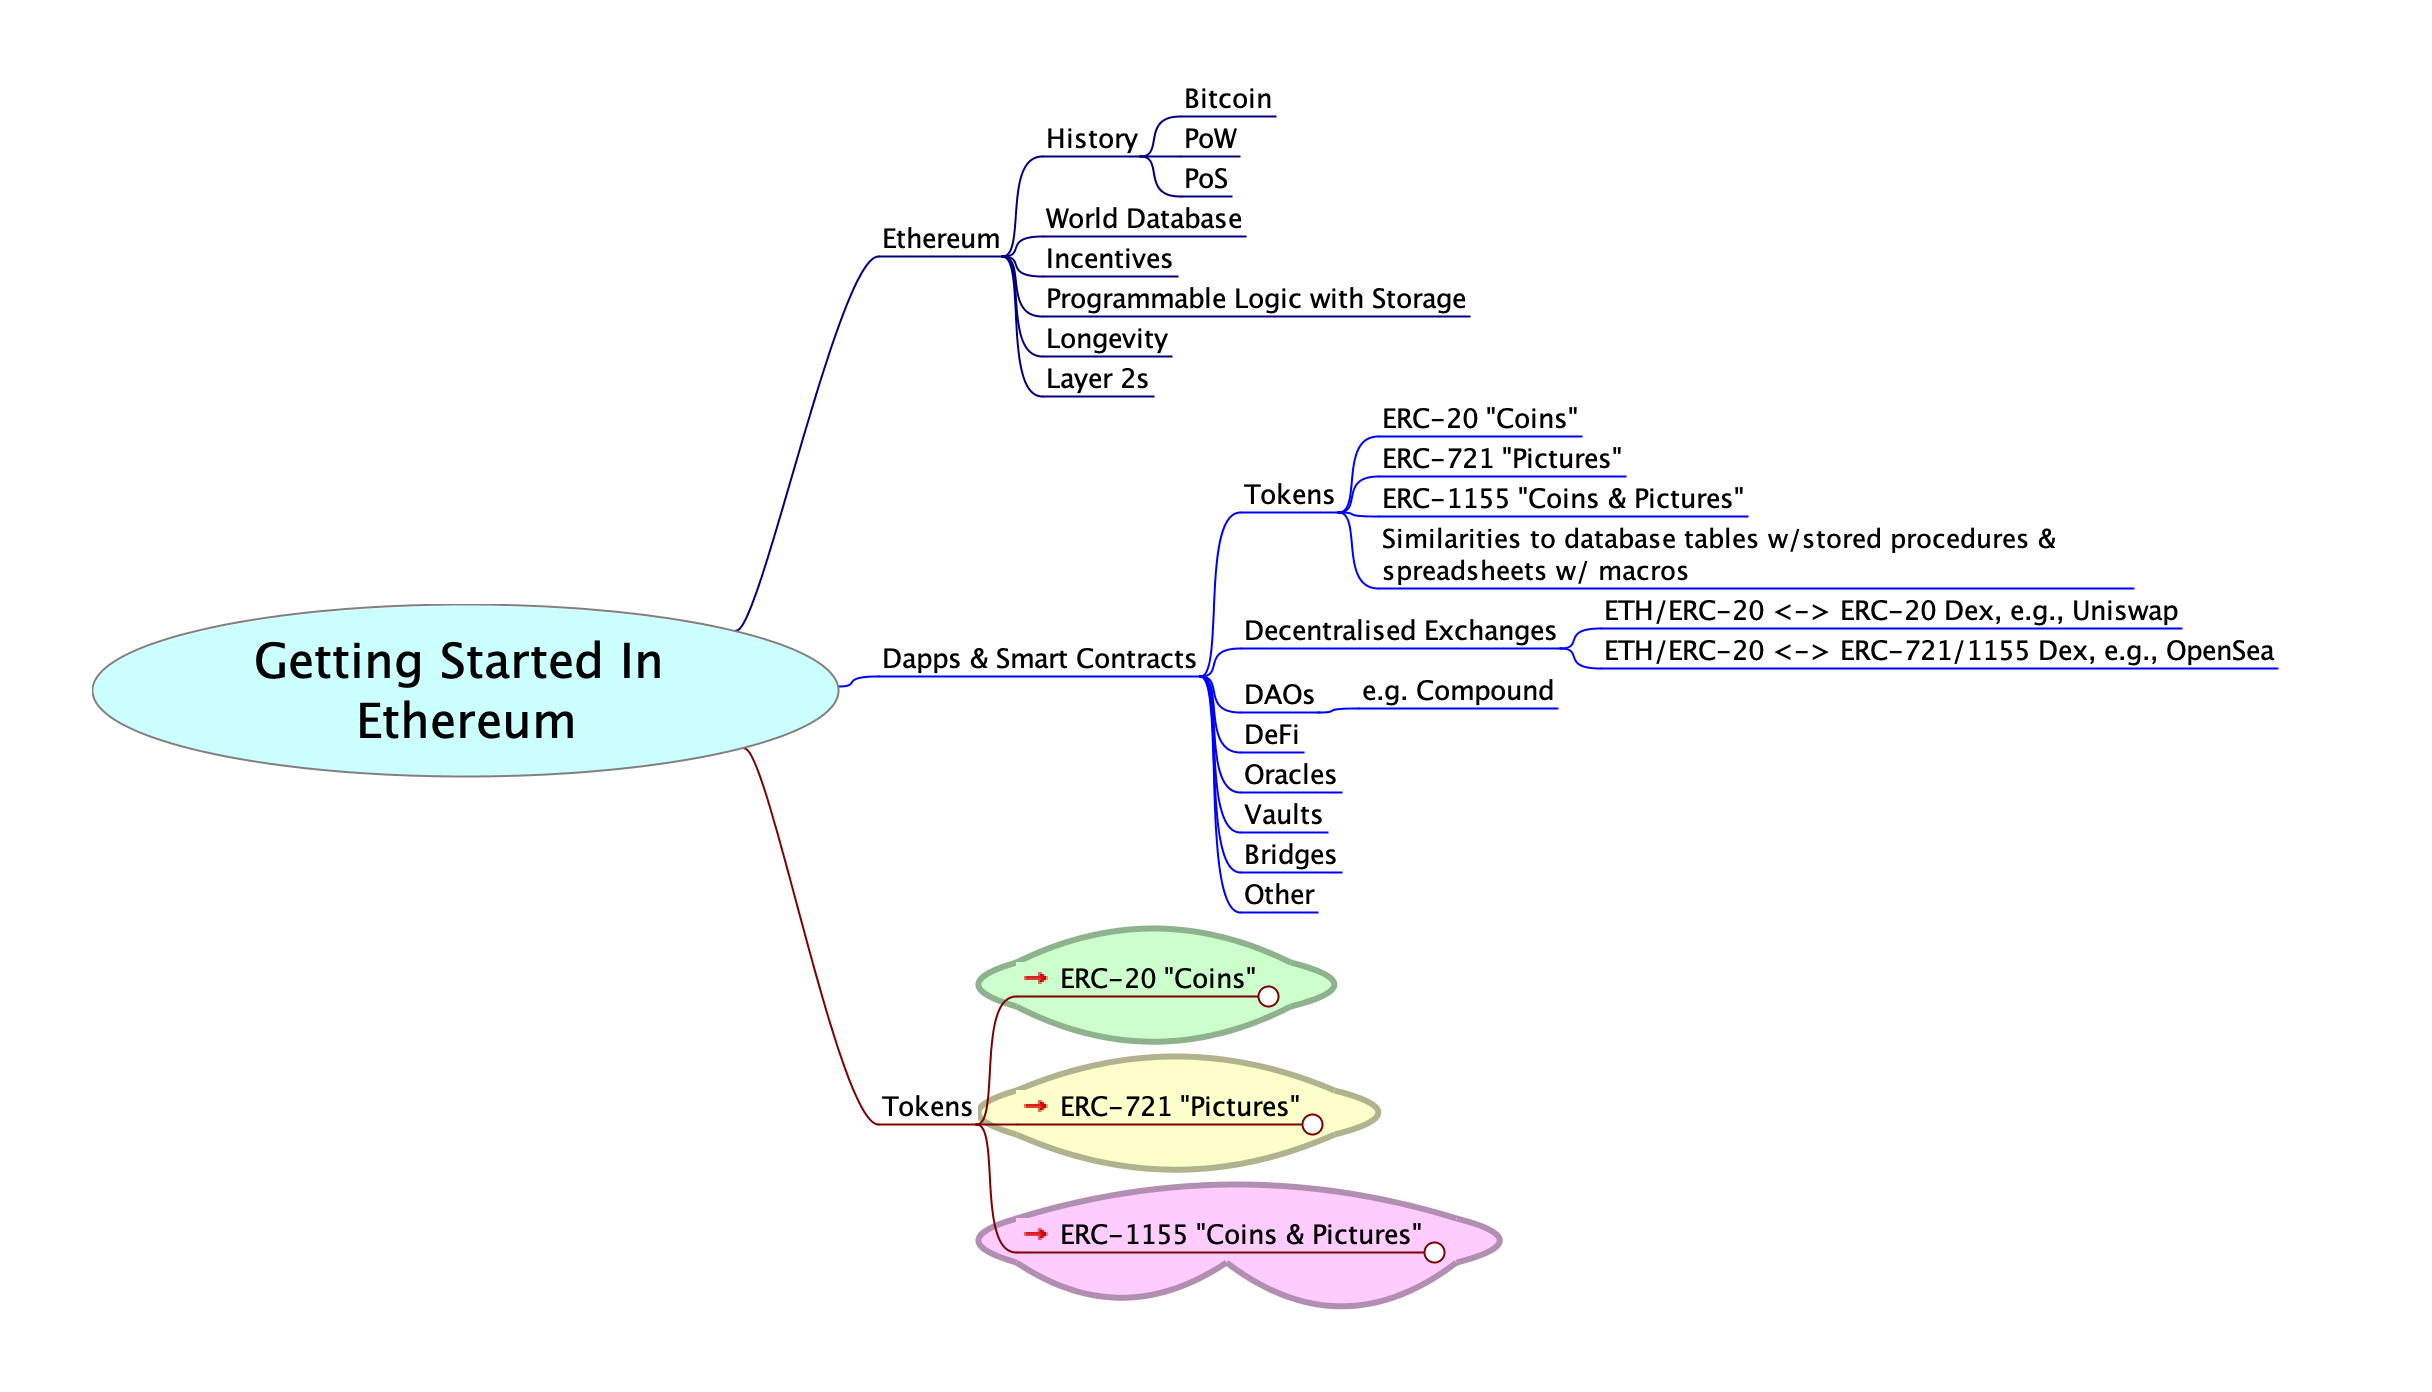 Getting Started In
Ethereum
Ethereum
History
Bitcoin
PoW
PoS
World Database
Incentives
Programmable Logic with Storage
Longevity
Layer 2s
Dapps & Smart Contracts
Tokens
ERC-20 "Coins"
ERC-721 "Pictures"
ERC-1155 "Coins & Pictures"
Similarities to database tables w/stored procedures &
spreadsheets w/ macros
Decentralised Exchanges
ETH/ERC-20 <-> ERC-20 Dex, e.g., Uniswap
ETH/ERC-20 <-> ERC-721/1155 Dex, e.g., OpenSea
DAOs
e.g. Compound
DeFi
Oracles
Vaults
Bridges
Other
Tokens
ERC-20 "Coins"
ERC-721 "Pictures"
ERC-1155 "Coins & Pictures"